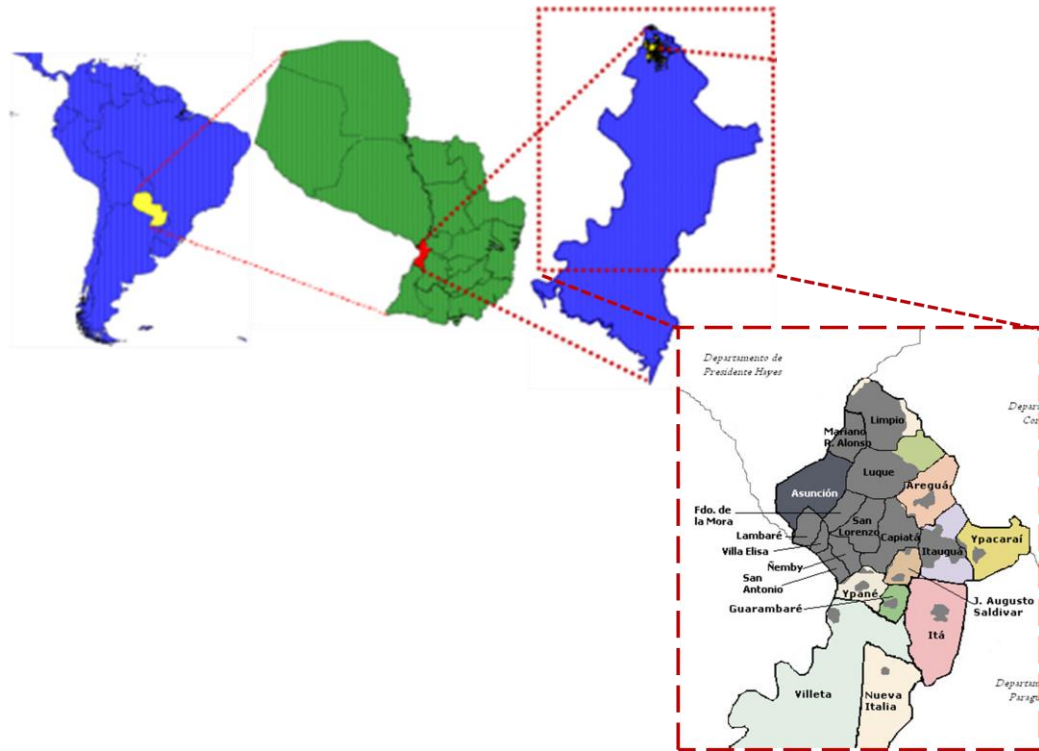 Departamento de
Presidente Hayes
Limpio
Mariano
R. Alonso
Luque
Areguá
Asunción
Fdo. de
la Mora
San
Lorenzo
Capiatá
Itauguá
Ypacaraí
Lambaré
Villa Elisa
Ñemby
San
Antonio
Ypané
Guarambaré
J. Augusto
Saldivar
Itá
Villeta
Nueva
Italia